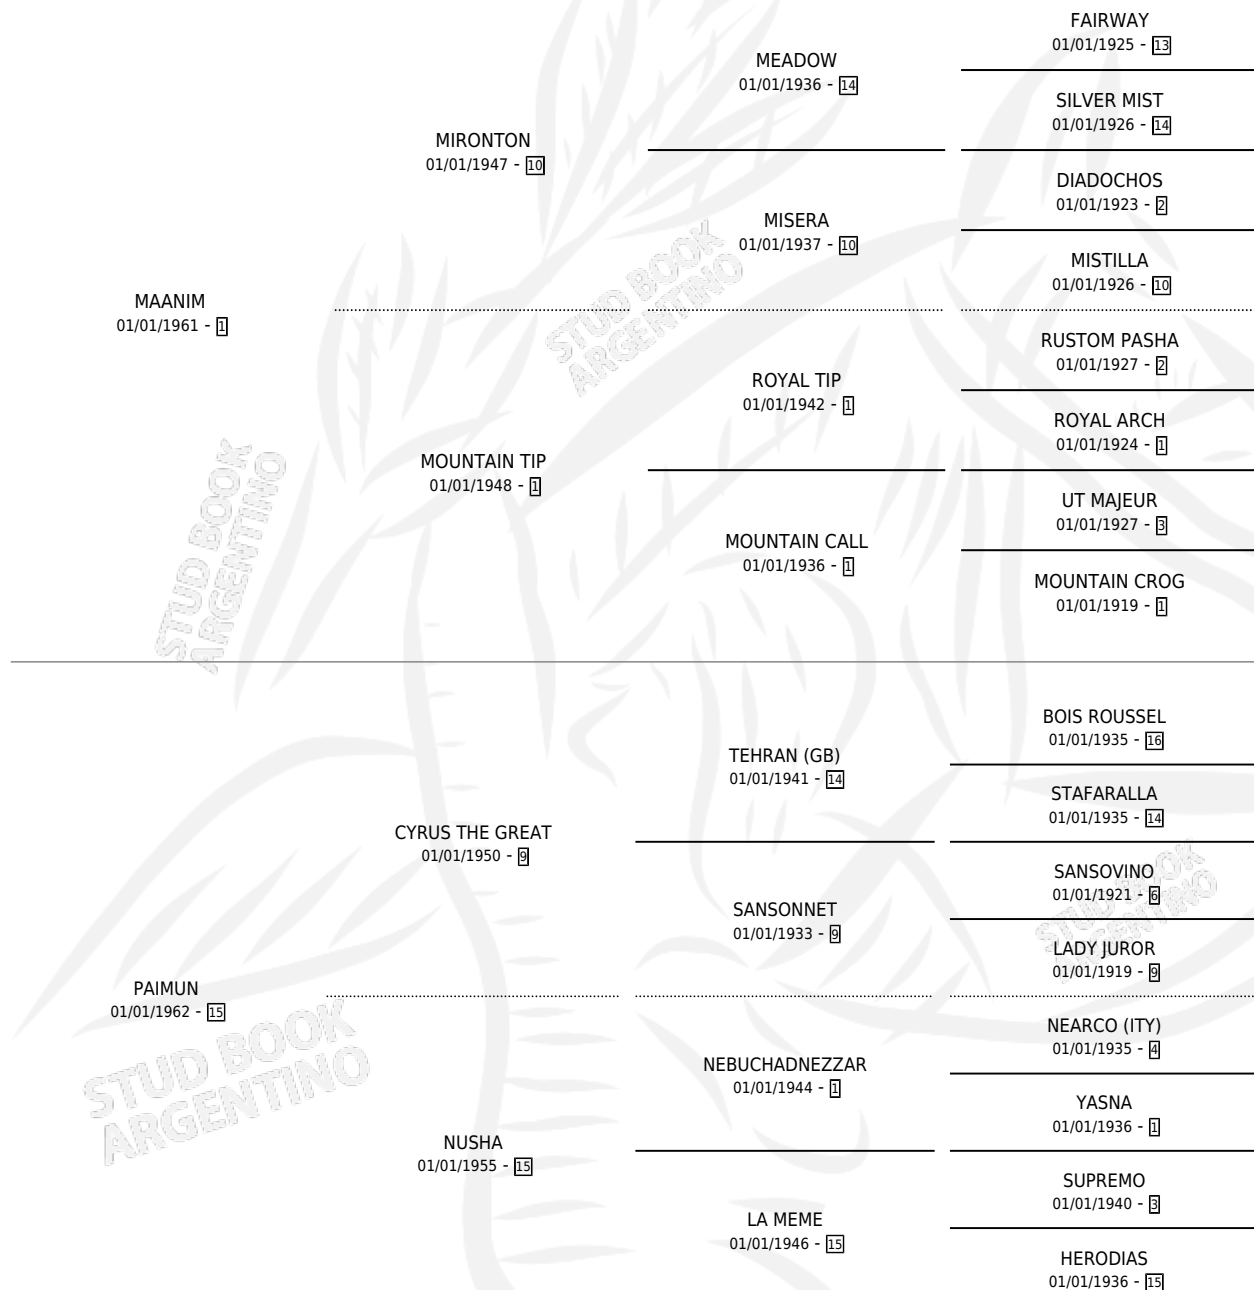 FAIRWAY
01/01/1925 - 13
MEADOW
01/01/1936 - 14
SILVER MIST
01/01/1926 - 14
MIRONTON
01/01/1947 - 10
DIADOCHOS
01/01/1923 - 2
MISERA
01/01/1937 - 10
MISTILLA
01/01/1926 - 10
MAANIM
01/01/1961 - 1
RUSTOM PASHA
01/01/1927 - 2
ROYAL TIP
01/01/1942 - 1
ROYAL ARCH
01/01/1924 - 1
MOUNTAIN TIP
01/01/1948 - 1
UT MAJEUR
01/01/1927 - 3
MOUNTAIN CALL
01/01/1936 - 1
MOUNTAIN CROG
01/01/1919 - 1
BOIS ROUSSEL
01/01/1935 - 16
TEHRAN (GB)
01/01/1941 - 14
STAFARALLA
01/01/1935 - 14
CYRUS THE GREAT
01/01/1950 - 9
SANSOVINO
01/01/1921 - 6
SANSONNET
01/01/1933 - 9
LADY JUROR
01/01/1919 - 9
PAIMUN
01/01/1962 - 15
NEARCO (ITY)
01/01/1935 - 4
NEBUCHADNEZZAR
01/01/1944 - 1
YASNA
01/01/1936 - 1
NUSHA
01/01/1955 - 15
SUPREMO
01/01/1940 - 3
LA MEME
01/01/1946 - 15
HERODIAS
01/01/1936 - 15
STUD BOOK
ARGENTINO
STUD BOOK
ARGENTINO
STUD BOOK
ARGENTINO
STUD BOOK
ARGENTINO